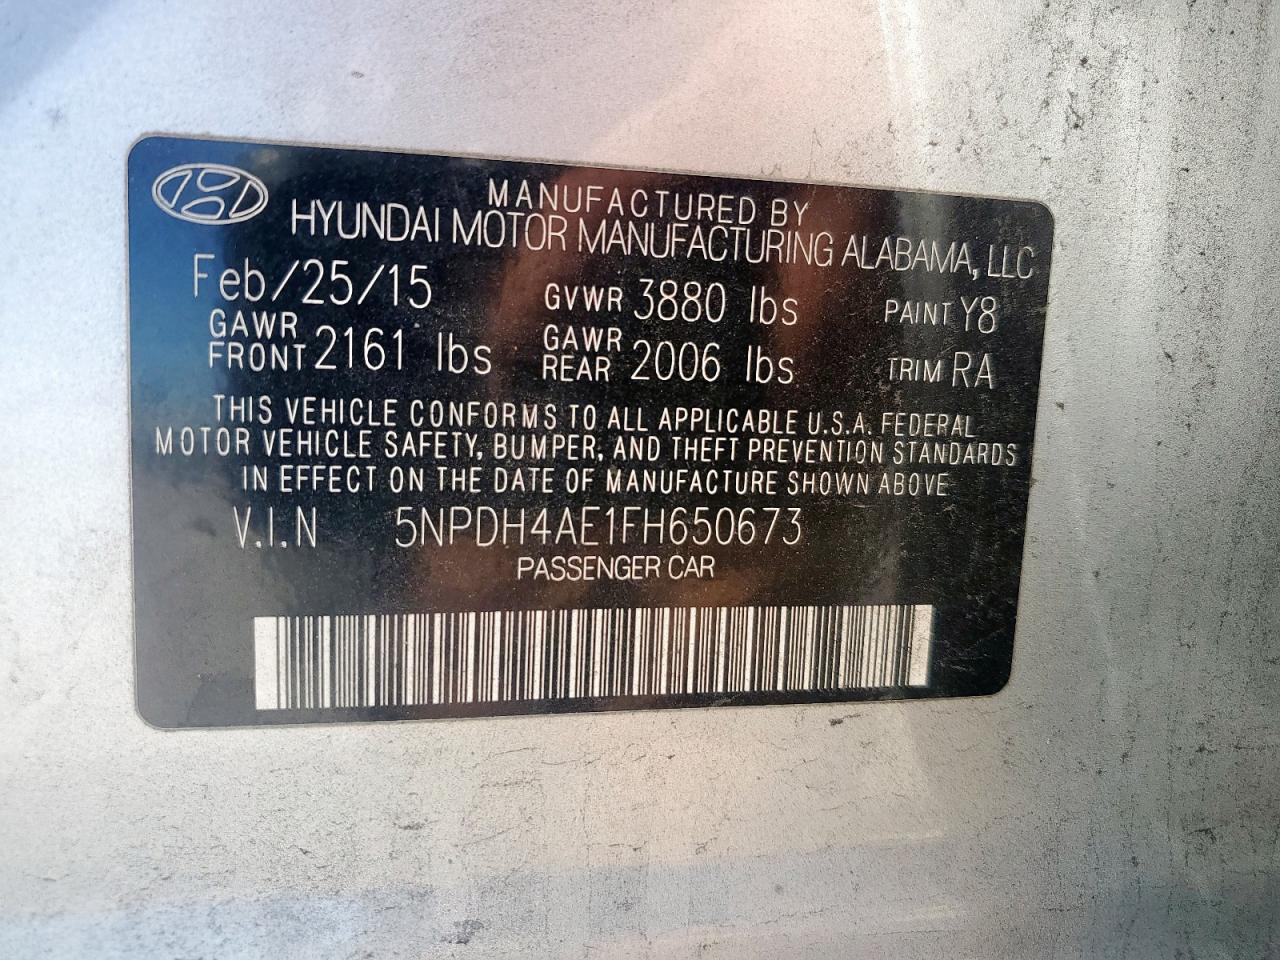 MANUFACTURED BY
HYUNDAI MOTOR MANUFACTURING ALABAMA, LLC
Feb/25/15 GVWR 3880 lbs PAINT Y8
GAWR FRONT 2161 lbs GAWR REAR 2006 lbs TRIM RA
THIS VEHICLE CONFORMS TO ALL APPLICABLE U.S.A. FEDERAL
MOTOR VEHICLE SAFETY, BUMPER, AND THEFT PREVENTION STANDARDS
IN EFFECT ON THE DATE OF MANUFACTURE SHOWN ABOVE
V.I.N 5NPDH4AE1FH650673
PASSENGER CAR